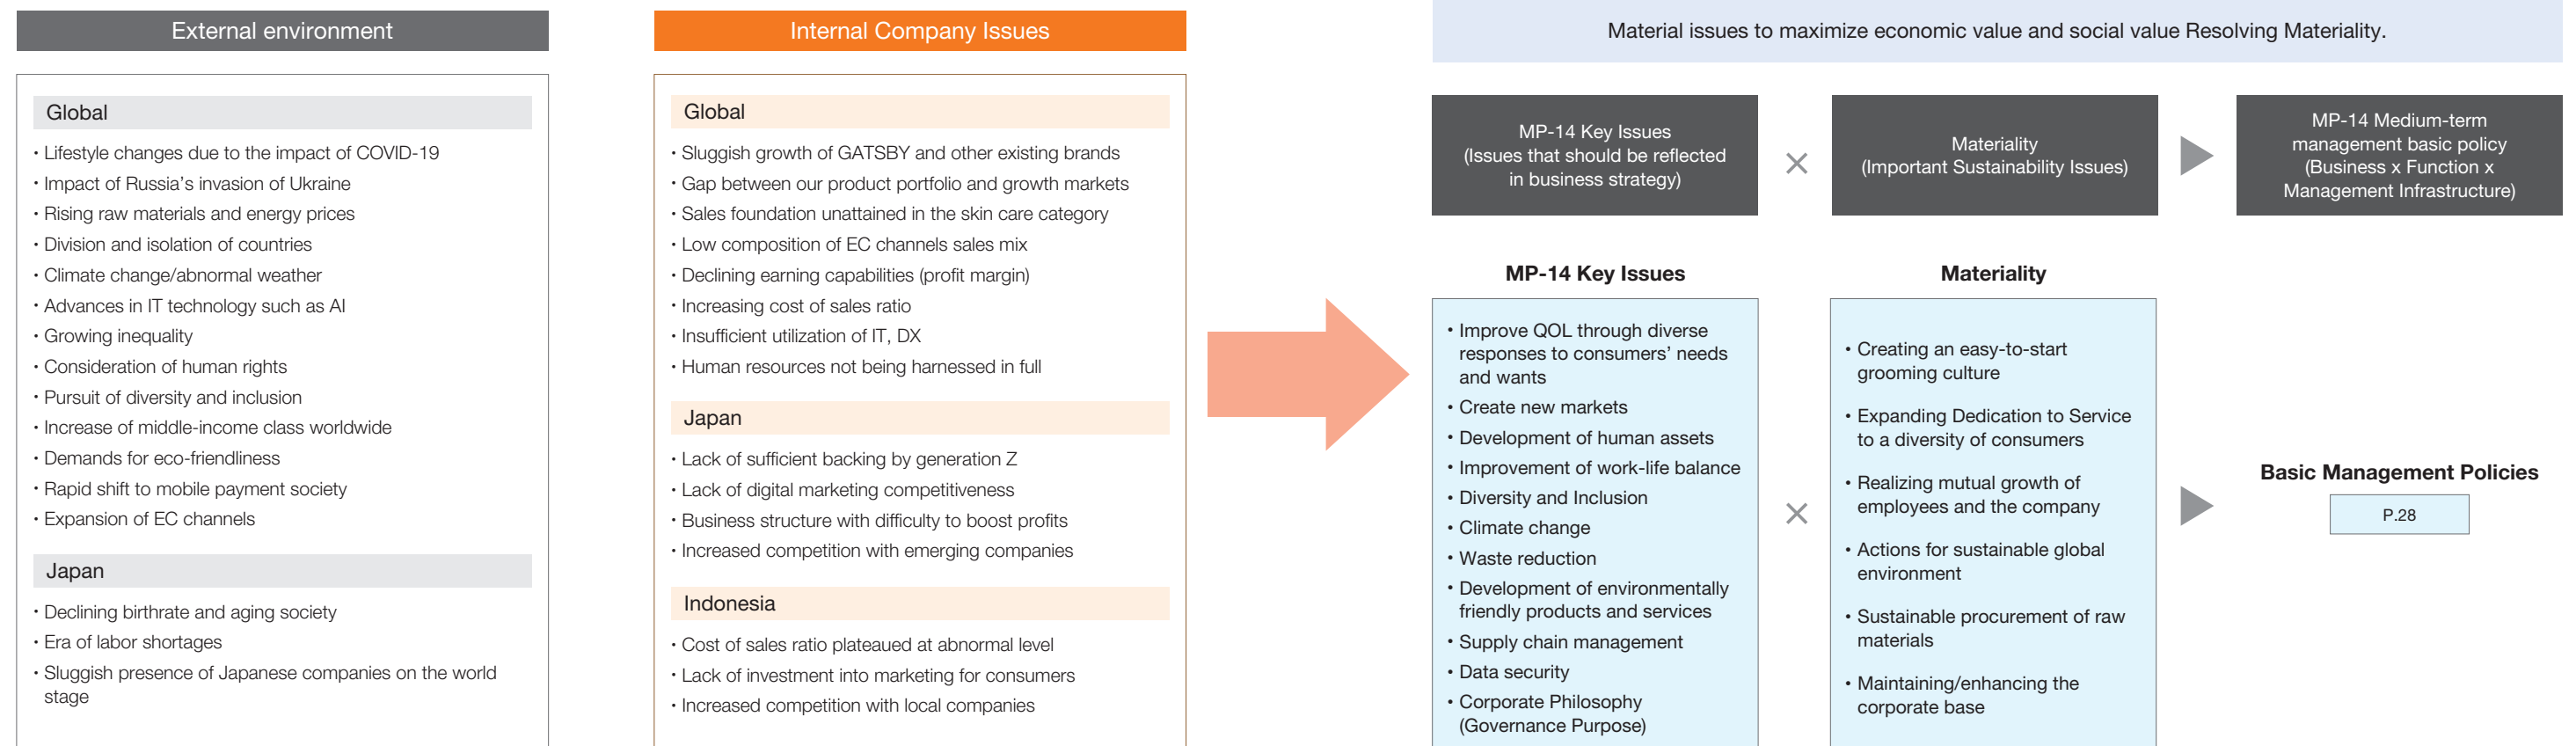 External environment
Global
・Lifestyle changes due to the impact of COVID-19
・Impact of Russia's invasion of Ukraine
・Rising raw materials and energy prices
・Division and isolation of countries
・Climate change/abnormal weather
・Advances in IT technology such as AI
・Growing inequality
・Consideration of human rights
・Pursuit of diversity and inclusion
・Increase of middle-income class worldwide
・Demands for eco-friendliness
・Rapid shift to mobile payment society
・Expansion of EC channels
Japan
・Declining birthrate and aging society
・Era of labor shortages
・Sluggish presence of Japanese companies on the world
stage
Internal Company Issues
Global
・Sluggish growth of GATSBY and other existing brands
・Gap between our product portfolio and growth markets
・Sales foundation unattained in the skin care category
・Low composition of EC channels sales mix
・Declining earning capabilities (profit margin)
・Increasing cost of sales ratio
・Insufficient utilization of IT, DX
・Human resources not being harnessed in full
Japan
・Lack of sufficient backing by generation Z
・Lack of digital marketing competitiveness
・Business structure with difficulty to boost profits
・Increased competition with emerging companies
Indonesia
・Cost of sales ratio plateaued at abnormal level
・Lack of investment into marketing for consumers
・Increased competition with local companies
Material issues to maximize economic value and social value Resolving Materiality.
MP-14 Key Issues
(Issues that should be reflected
in business strategy)
×
Materiality
(Important Sustainability Issues)
MP-14 Medium-term
management basic policy
(Business x Function x
Management Infrastructure)
MP-14 Key Issues
• Improve QOL through diverse
responses to consumers' needs
and wants
• Create new markets
• Development of human assets
• Improvement of work-life balance
• Diversity and Inclusion
• Climate change
• Waste reduction
• Development of environmentally
friendly products and services
• Supply chain management
• Data security
• Corporate Philosophy
(Governance Purpose)
×
Materiality
• Creating an easy-to-start
grooming culture
• Expanding Dedication to Service
to a diversity of consumers
• Realizing mutual growth of
employees and the company
• Actions for sustainable global
environment
• Sustainable procurement of raw
materials
• Maintaining/enhancing the
corporate base
Basic Management Policies
P.28